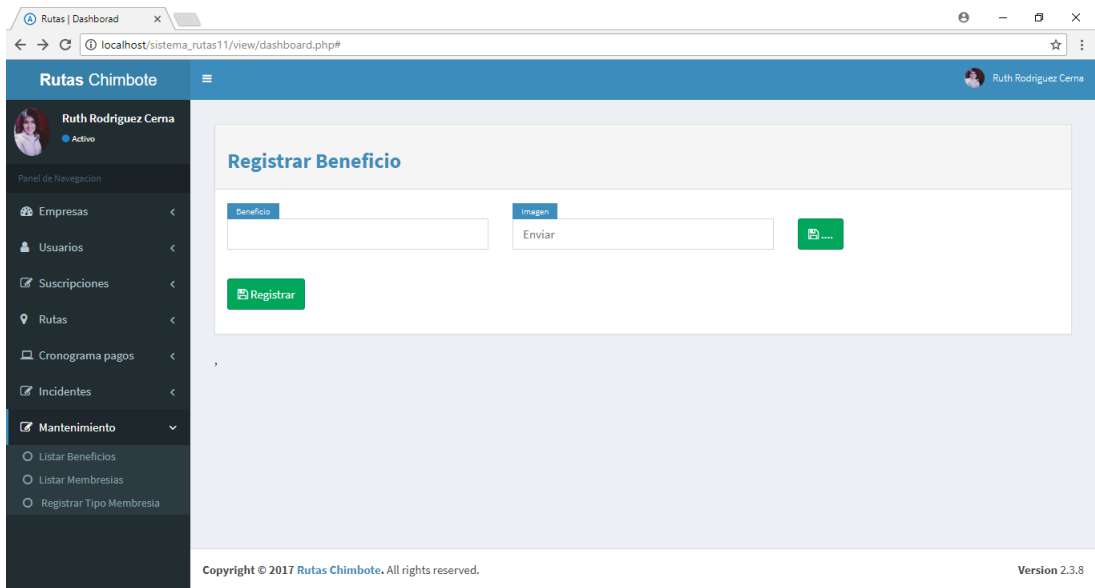 Rutas | Dashborad
localhost/sistema_rutas11/view/dashboard.php#
Rutas Chimbote
Ruth Rodriguez Cerna
Ruth Rodriguez Cerna
Activo
Panel de Navegacion
Empresas
Usuarios
Suscripciones
Rutas
Cronograma pagos
Incidentes
Mantenimiento
Listar Beneficios
Listar Membresias
Registrar Tipo Membresia
Registrar Beneficio
Beneficio
Imagen
Enviar
....
Registrar
,
Copyright © 2017 Rutas Chimbote. All rights reserved.
Version 2.3.8